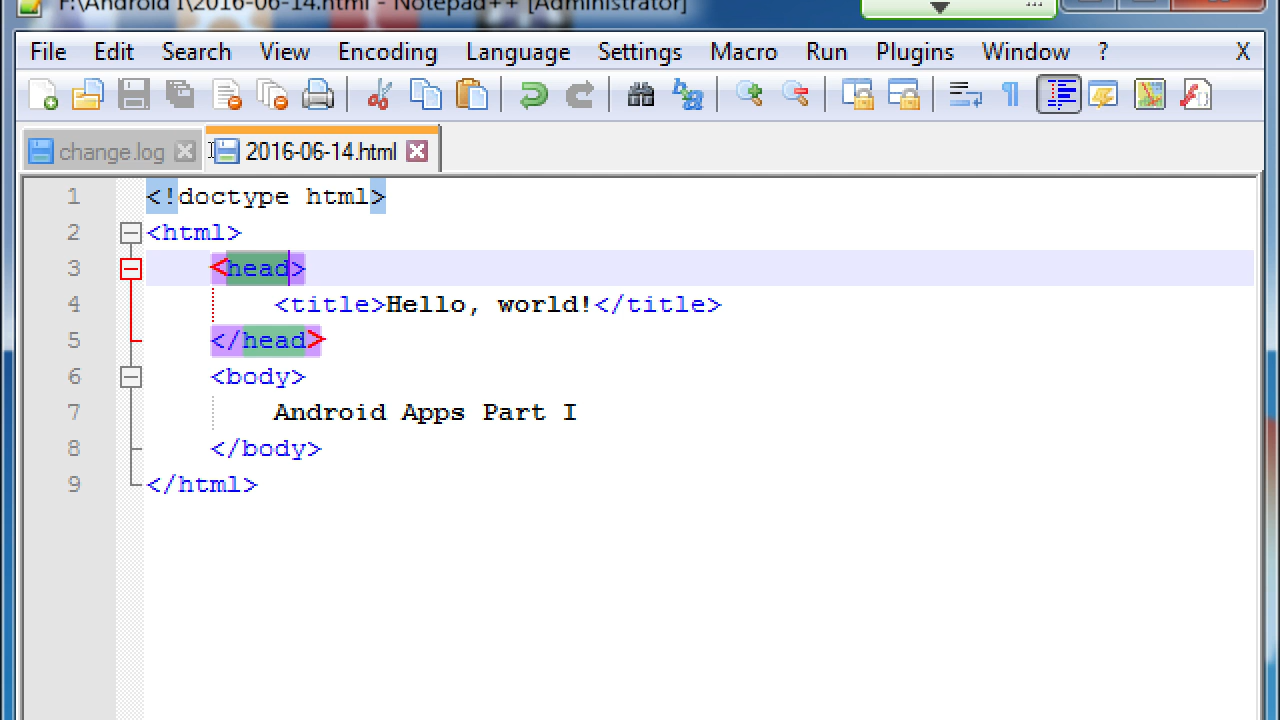 F:\Android I\2016-06-14.html - Notepad++ [Administrator]
File Edit Search View Encoding Language Settings Macro Run Plugins Window ? X
change.log 2016-06-14.html
1 <!doctype html>
2 <html>
3 <head>
4 <title>Hello, world!</title>
5 </head>
6 <body>
7 Android Apps Part I
8 </body>
9 </html>